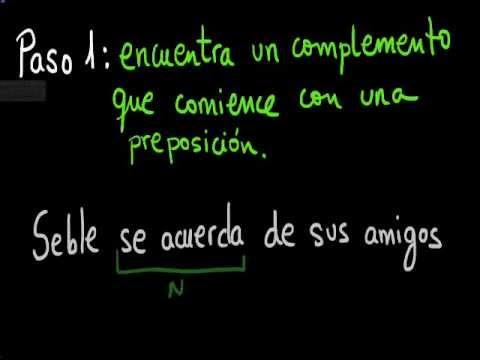 Paso 1: encuentra un complemento
que comience con una
preposición.
Seble se acuerda de sus amigos
N